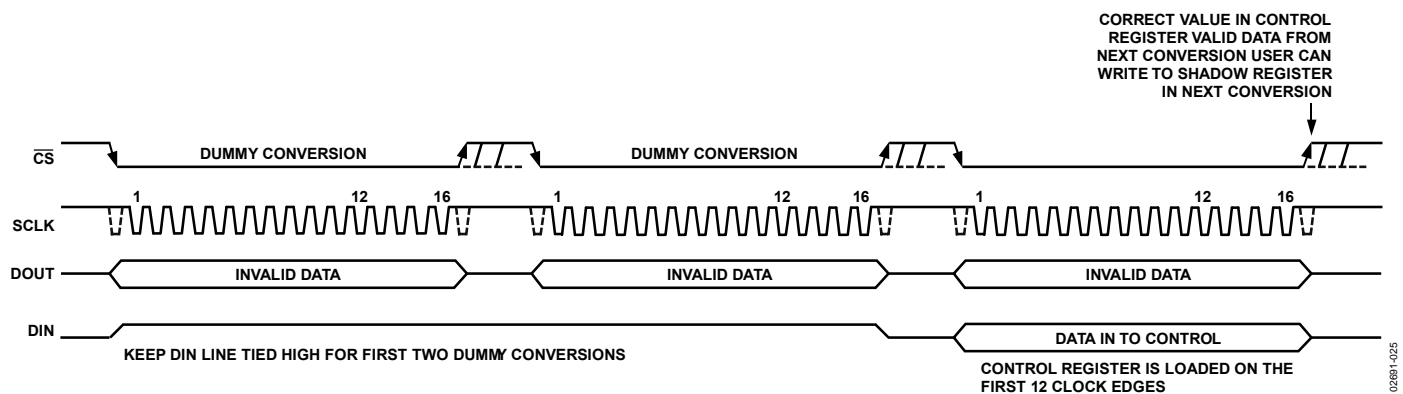 CORRECT VALUE IN CONTROL
REGISTER VALID DATA FROM
NEXT CONVERSION USER CAN
WRITE TO SHADOW REGISTER
IN NEXT CONVERSION
CS DUMMY CONVERSION DUMMY CONVERSION
1 12 16 1 12 16 1 12 16
SCLK
DOUT INVALID DATA INVALID DATA INVALID DATA
DIN DATA IN TO CONTROL
KEEP DIN LINE TIED HIGH FOR FIRST TWO DUMMY CONVERSIONS
CONTROL REGISTER IS LOADED ON THE
FIRST 12 CLOCK EDGES
02691-025